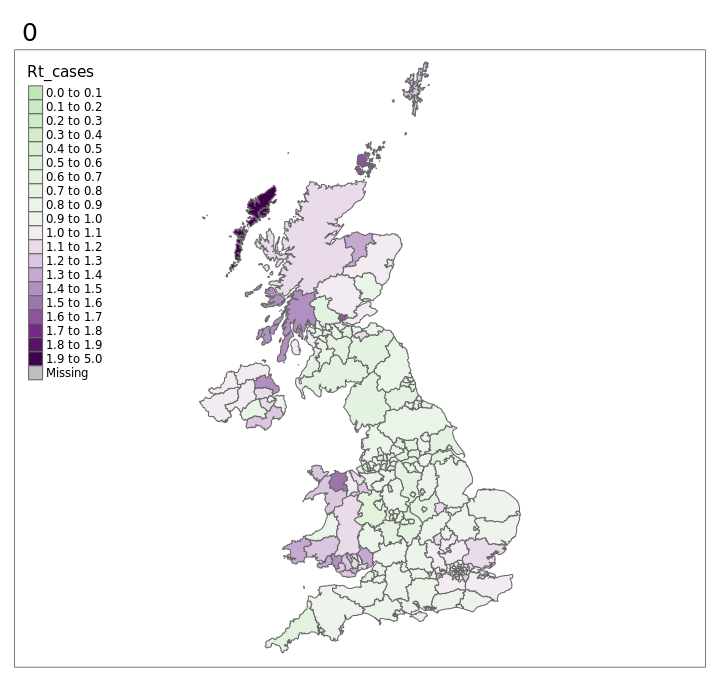 0
Rt_cases
0.0 to 0.1
0.1 to 0.2
0.2 to 0.3
0.3 to 0.4
0.4 to 0.5
0.5 to 0.6
0.6 to 0.7
0.7 to 0.8
0.8 to 0.9
0.9 to 1.0
1.0 to 1.1
1.1 to 1.2
1.2 to 1.3
1.3 to 1.4
1.4 to 1.5
1.5 to 1.6
1.6 to 1.7
1.7 to 1.8
1.8 to 1.9
1.9 to 5.0
Missing